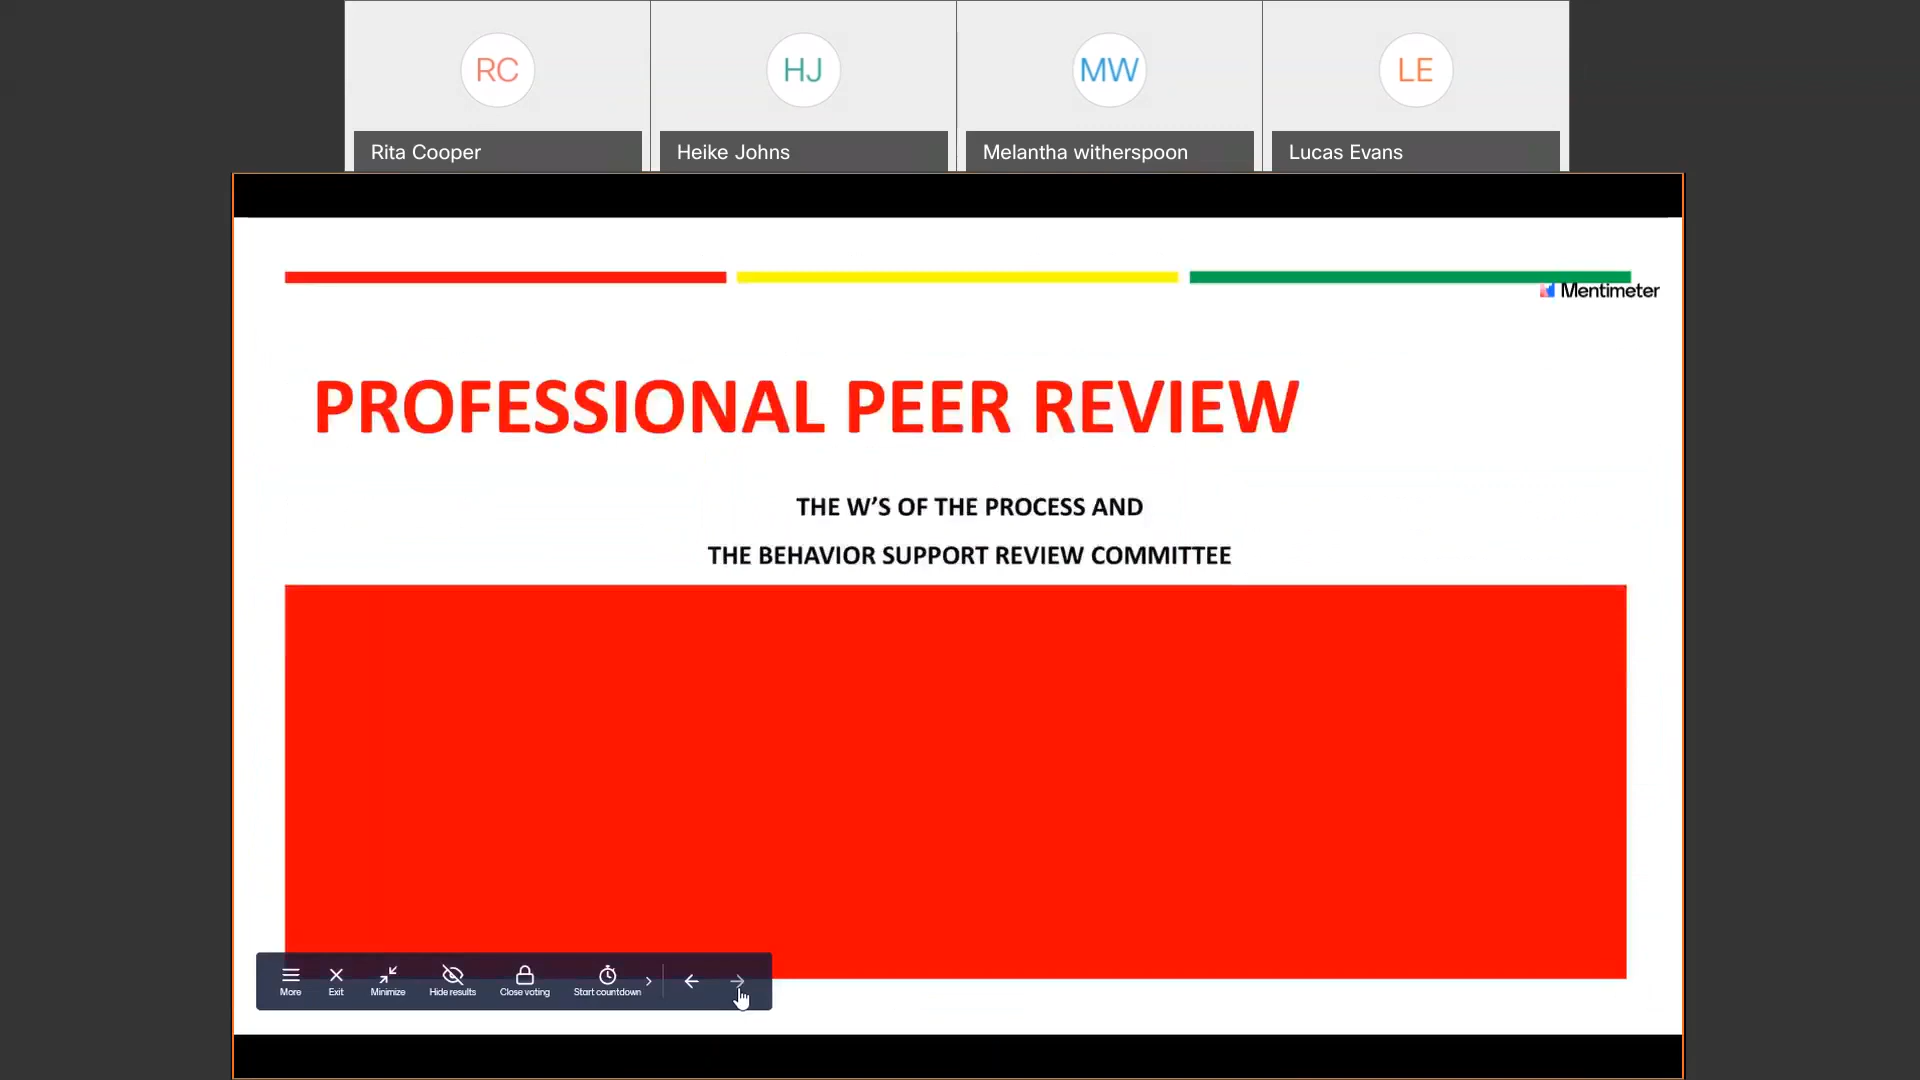 RC
HJ
MW
LE
Rita Cooper
Heike Johns
Melantha witherspoon
Lucas Evans
Mentimeter
PROFESSIONAL PEER REVIEW
THE W’S OF THE PROCESS AND
THE BEHAVIOR SUPPORT REVIEW COMMITTEE
More
Exit
Minimize
Hide results
Close voting
Start countdown